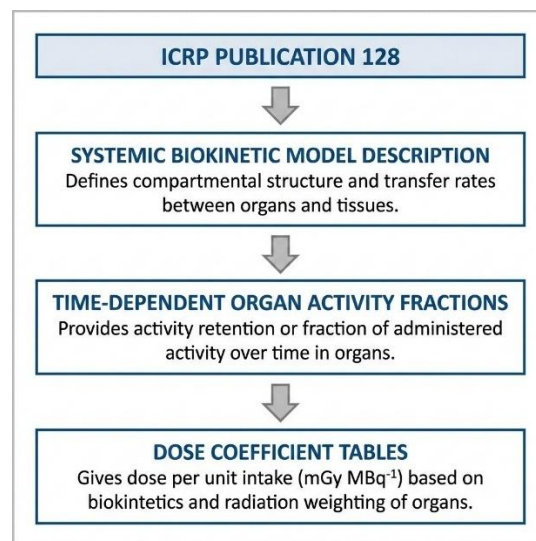 ICRP PUBLICATION 128
SYSTEMIC BIOKINETIC MODEL DESCRIPTION
Defines compartmental structure and transfer rates
between organs and tissues.
TIME-DEPENDENT ORGAN ACTIVITY FRACTIONS
Provides activity retention or fraction of administered
activity over time in organs.
DOSE COEFFICIENT TABLES
Gives dose per unit intake (mGy MBq⁻¹) based on
biokintetics and radiation weighting of organs.